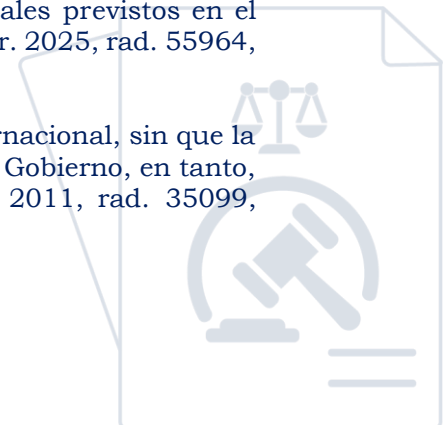 ales previstos en el
r. 2025, rad. 55964,
rnacional, sin que la
Gobierno, en tanto,
2011, rad. 35099,